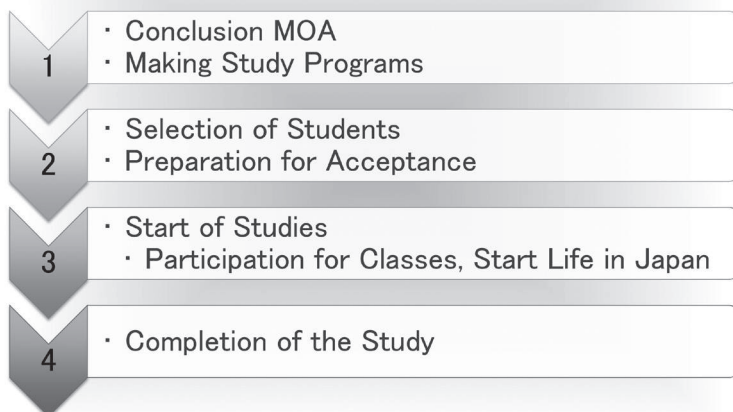 1
・Conclusion MOA
・Making Study Programs
2
・Selection of Students
・Preparation for Acceptance
3
・Start of Studies
・Participation for Classes, Start Life in Japan
4
・Completion of the Study